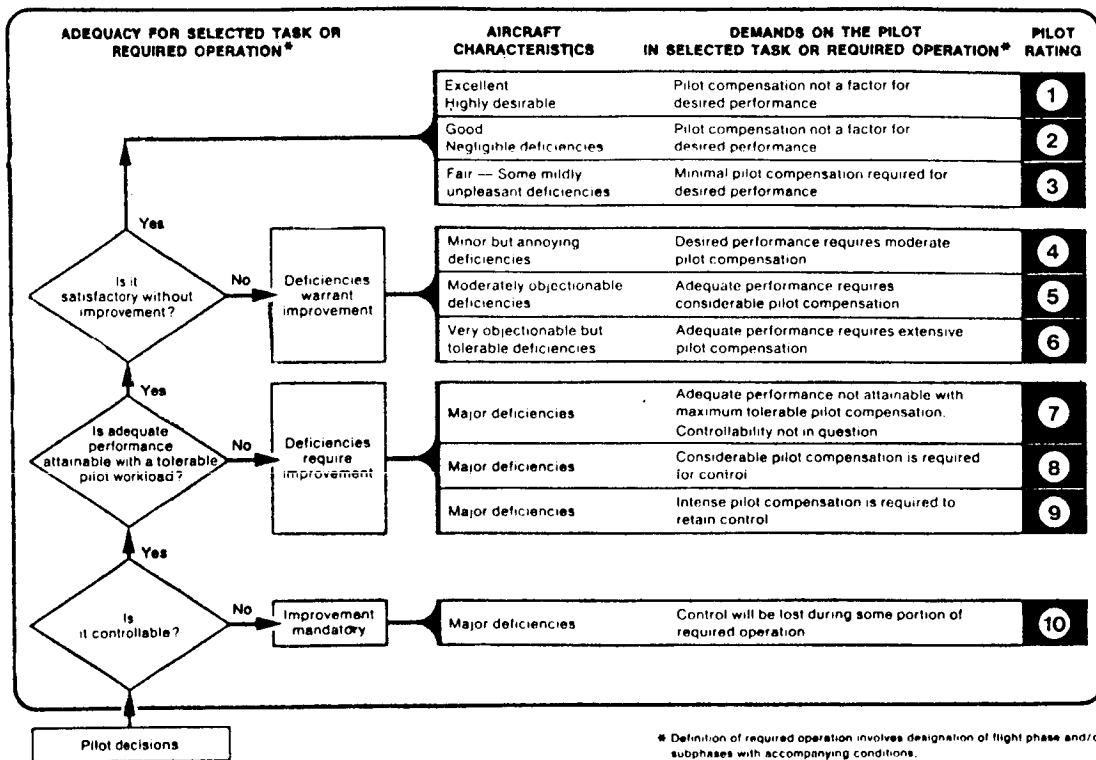 ADEQUACY FOR SELECTED TASK OR
REQUIRED OPERATION*
AIRCRAFT
CHARACTERISTICS
DEMANDS ON THE PILOT
IN SELECTED TASK OR REQUIRED OPERATION*
PILOT
RATING
Excellent
Highly desirable
Pilot compensation not a factor for
desired performance
1
Good
Negligible deficiencies
Pilot compensation not a factor for
desired performance
2
Fair — Some mildly
unpleasant deficiencies
Minimal pilot compensation required for
desired performance
3
Yes
Is it
satisfactory without
improvement?
No
Deficiencies
warrant
improvement
Minor but annoying
deficiencies
Desired performance requires moderate
pilot compensation
4
Moderately objectionable
deficiencies
Adequate performance requires
considerable pilot compensation
5
Very objectionable but
tolerable deficiencies
Adequate performance requires extensive
pilot compensation
6
Yes
Is adequate
performance
attainable with a tolerable
pilot workload?
No
Deficiencies
require
improvement
Major deficiencies
Adequate performance not attainable with
maximum tolerable pilot compensation.
Controllability not in question
7
Major deficiencies
Considerable pilot compensation is required
for control
8
Major deficiencies
Intense pilot compensation is required to
retain control
9
Yes
Is
it controllable?
No
Improvement
mandatory
Major deficiencies
Control will be lost during some portion of
required operation
10
Pilot decisions
* Definition of required operation involves designation of flight phase and/o
subphases with accompanying conditions.